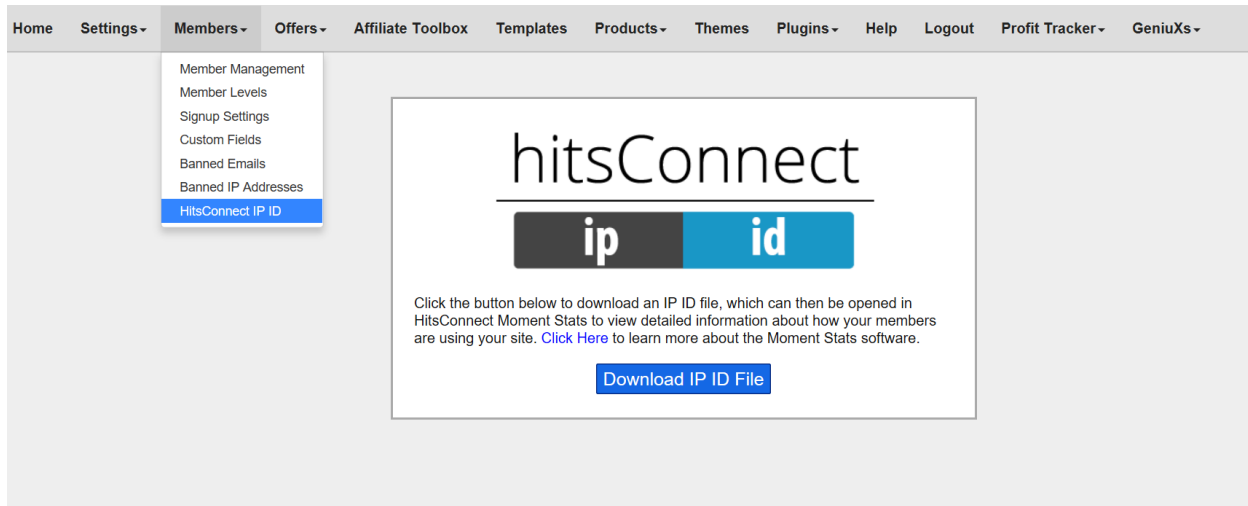 Home Settings Members Offers Affiliate Toolbox Templates Products Themes Plugins Help Logout Profit Tracker GeniuXs
Member Management
Member Levels
Signup Settings
Custom Fields
Banned Emails
Banned IP Addresses
HitsConnect IP ID
hitsConnect
ip id
Click the button below to download an IP ID file, which can then be opened in
HitsConnect Moment Stats to view detailed information about how your members
are using your site. Click Here to learn more about the Moment Stats software.
Download IP ID File